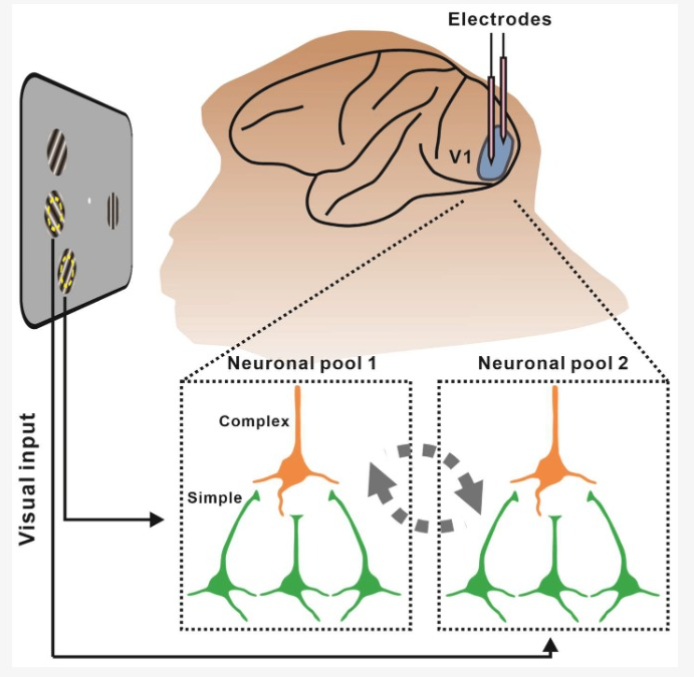 Electrodes
V1
Neuronal pool 1
Neuronal pool 2
Complex
Simple
Visual input